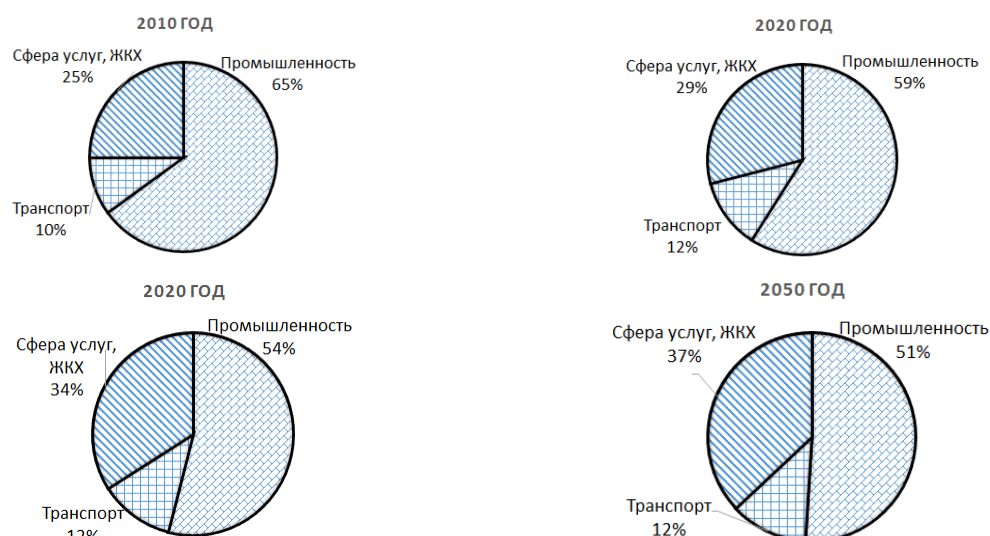 2010 ГОД
Сфера услуг, ЖКХ
25%
Промышленность
65%
Транспорт
10%
2020 ГОД
Сфера услуг, ЖКХ
29%
Промышленность
59%
Транспорт
12%
2020 ГОД
Сфера услуг,
ЖКХ
34%
Промышленность
54%
Транспорт
12%
2050 ГОД
Сфера услуг, ЖКХ
37%
Промышленность
51%
Транспорт
12%